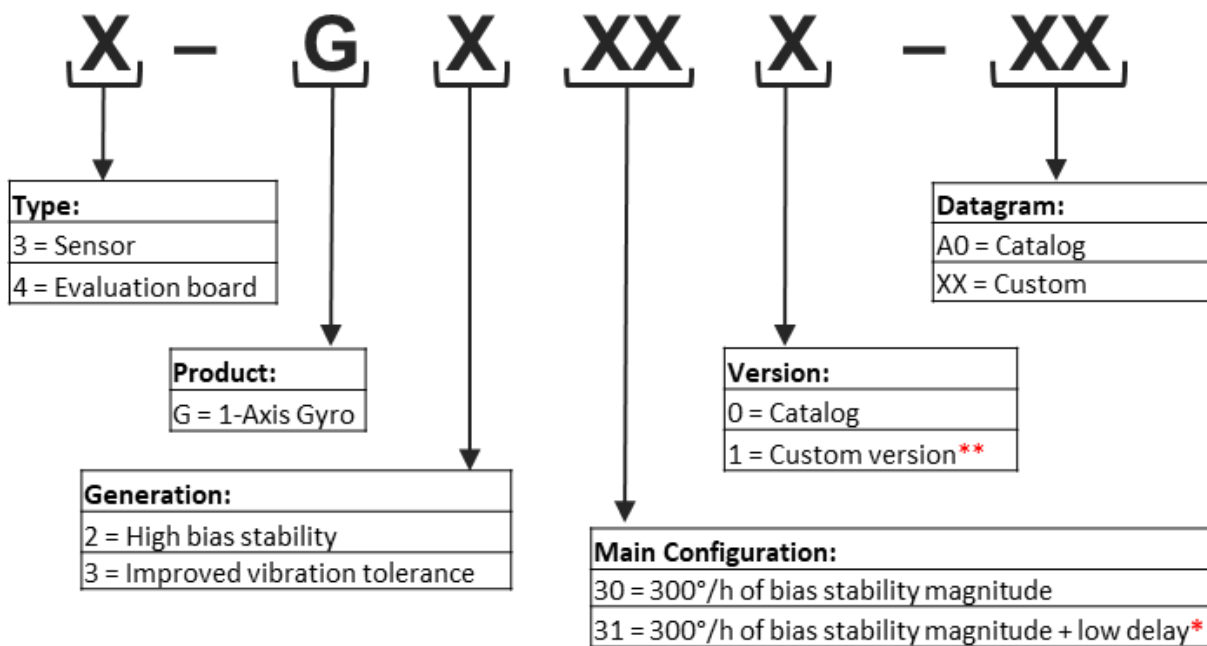 X – G X XX X – XX
Type:
3 = Sensor
4 = Evaluation board
Datagram:
A0 = Catalog
XX = Custom
Product:
G = 1-Axis Gyro
Version:
0 = Catalog
1 = Custom version**
Generation:
2 = High bias stability
3 = Improved vibration tolerance
Main Configuration:
30 = 300°/h of bias stability magnitude
31 = 300°/h of bias stability magnitude + low delay*